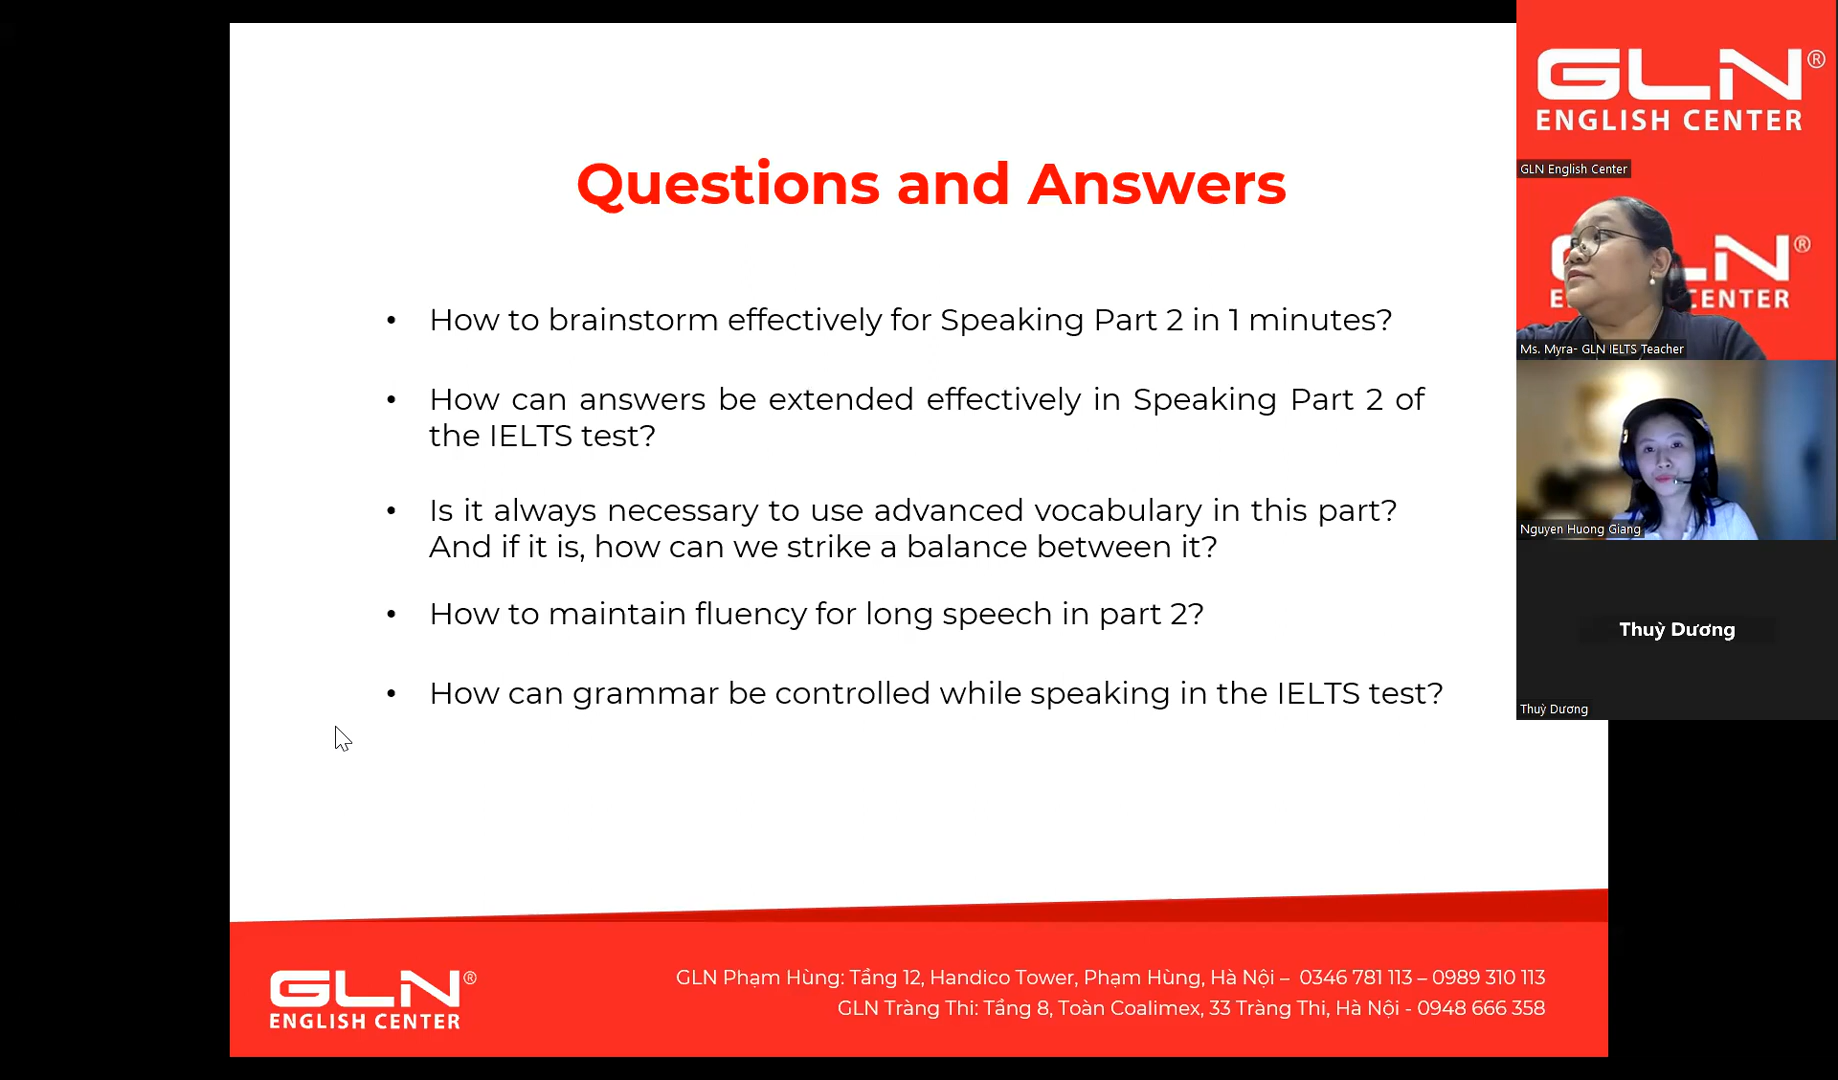 Questions and Answers
• How to brainstorm effectively for Speaking Part 2 in 1 minutes?
• How can answers be extended effectively in Speaking Part 2 of
the IELTS test?
• Is it always necessary to use advanced vocabulary in this part?
And if it is, how can we strike a balance between it?
• How to maintain fluency for long speech in part 2?
• How can grammar be controlled while speaking in the IELTS test?
GLN®
ENGLISH CENTER
GLN Phạm Hùng: Tầng 12, Handico Tower, Phạm Hùng, Hà Nội – 0346 781 113 – 0989 310 113
GLN Tràng Thi: Tầng 8, Toàn Coalimex, 33 Tràng Thi, Hà Nội - 0948 666 358
GLN®
ENGLISH CENTER
GLN English Center
LN®
E CENTER
Ms. Myra- GLN IELTS Teacher
Nguyen Huong Giang
Thuỳ Dương
Thuỳ Dương